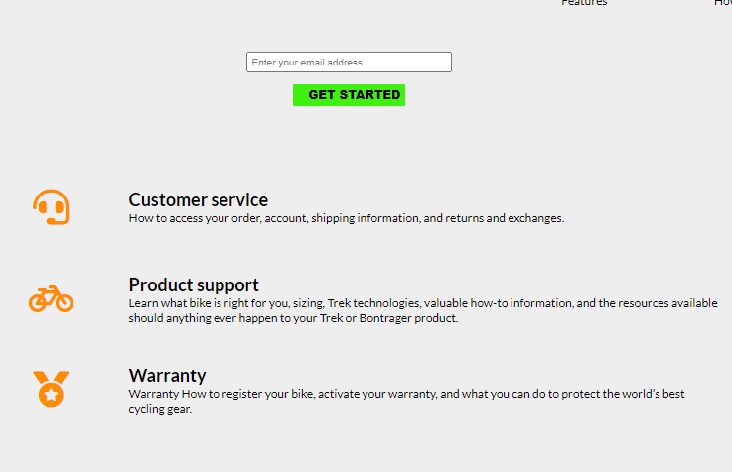 Features
Enter your email address
GET STARTED
Customer service
How to access your order, account, shipping information, and returns and exchanges.
Product support
Learn what bike is right for you, sizing, Trek technologies, valuable how-to information, and the resources available
should anything ever happen to your Trek or Bontrager product.
Warranty
Warranty How to register your bike, activate your warranty, and what you can do to protect the world's best
cycling gear.